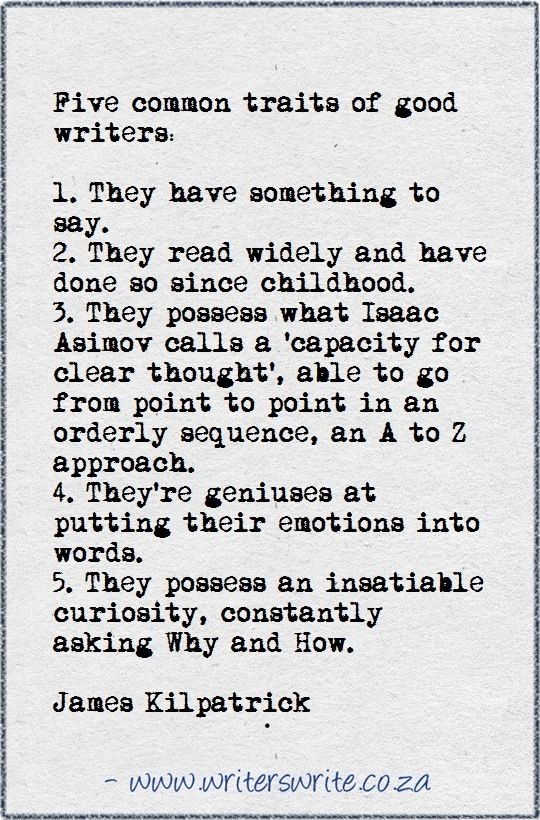 Five common traits of good
writers:
1. They have something to
say.
2. They read widely and have
done so since childhood.
3. They possess what Isaac
Asimov calls a 'capacity for
clear thought', able to go
from point to point in an
orderly sequence, an A to Z
approach.
4. They're geniuses at
putting their emotions into
words.
5. They possess an insatiable
curiosity, constantly
asking Why and How.
James Kilpatrick
- www.writerswrite.co.za